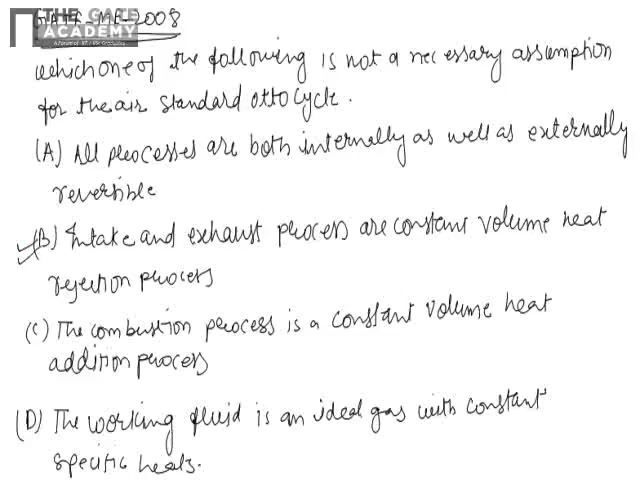 THE GATE
ACADEMY
GATE-ME-2008
which one of the following is not a necessary assumption
for the air standard otto cycle.
(A) All processes are both internally as well as externally
reversible
(B) Intake and exhaust process are constant volume heat
rejection process
(C) The combustion process is a constant volume heat
addition process
(D) The working fluid is an ideal gas with constant
specific heats.